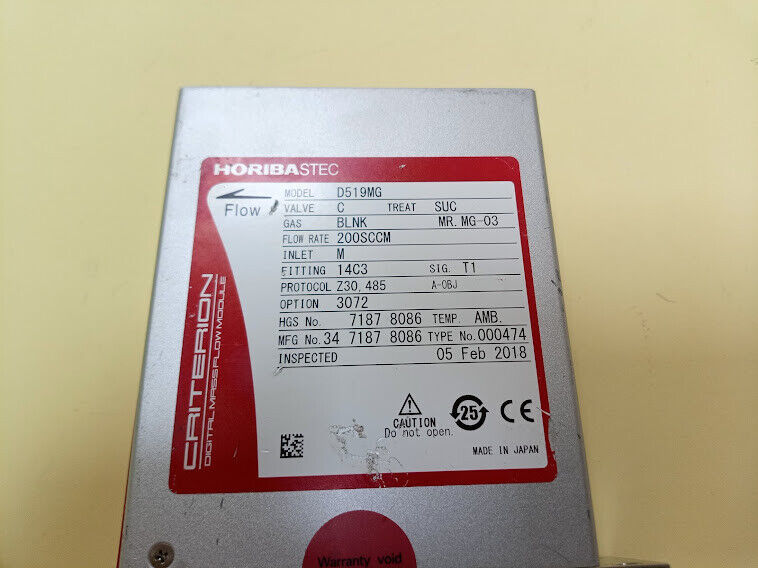 HORIBASTEC
Flow
MODEL D519MG
VALVE C TREAT SUC
GAS BLNK MR.MG-03
FLOW RATE 200SCCM
INLET M
FITTING 14C3 SIG. T1
PROTOCOL Z30,485 A-OBJ
OPTION 3072
HGS No. 7187 8086 TEMP. AMB.
MFG No.34 7187 8086 TYPE No.000474
INSPECTED 05 Feb 2018
CRITERION
DIGITAL MASS FLOW MODULE
CAUTION
Do not open.
25
CE
MADE IN JAPAN
Warranty void